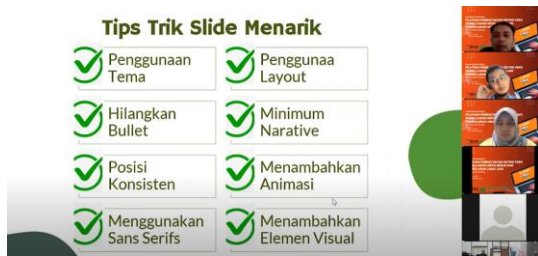 Tips Trik Slide Menarik
Penggunaan
Tema
Penggunaa
Layout
Hilangkan
Bullet
Minimum
Narative
Posisi
Konsisten
Menambahkan
Animasi
Menggunakan
Sans Serifs
Menambahkan
Elemen Visual